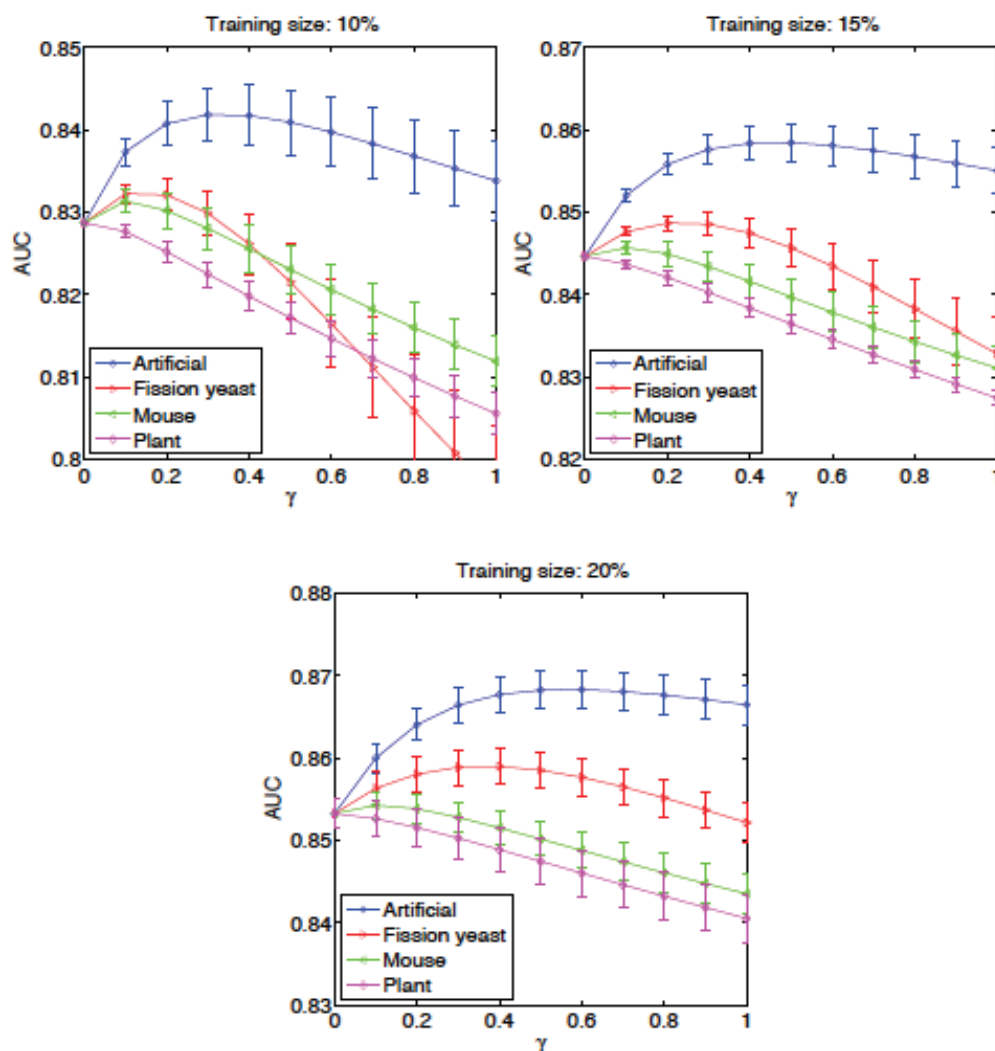 Training size: 10%
0.85
0.84
0.83
0.82
0.81
0.8
AUC
Artificial
Fission yeast
Mouse
Plant
0 0.2 0.4 0.6 0.8 1
γ
Training size: 15%
0.87
0.86
0.85
0.84
0.83
0.82
AUC
Artificial
Fission yeast
Mouse
Plant
0 0.2 0.4 0.6 0.8 1
γ
Training size: 20%
0.88
0.87
0.86
0.85
0.84
0.83
AUC
Artificial
Fission yeast
Mouse
Plant
0 0.2 0.4 0.6 0.8 1
γ